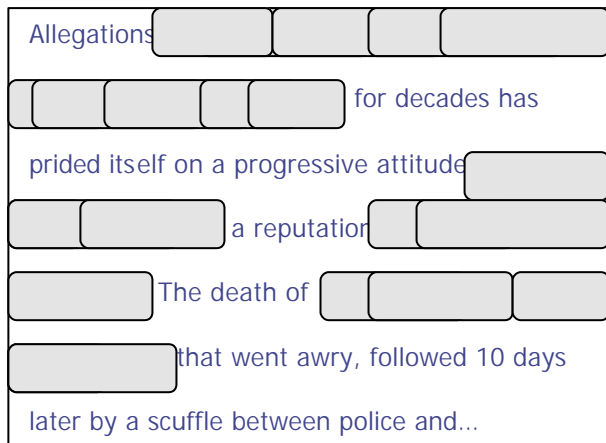 Allegations
for decades has
prided itself on a progressive attitude
a reputation
The death of
that went awry, followed 10 days
later by a scuffle between police and...